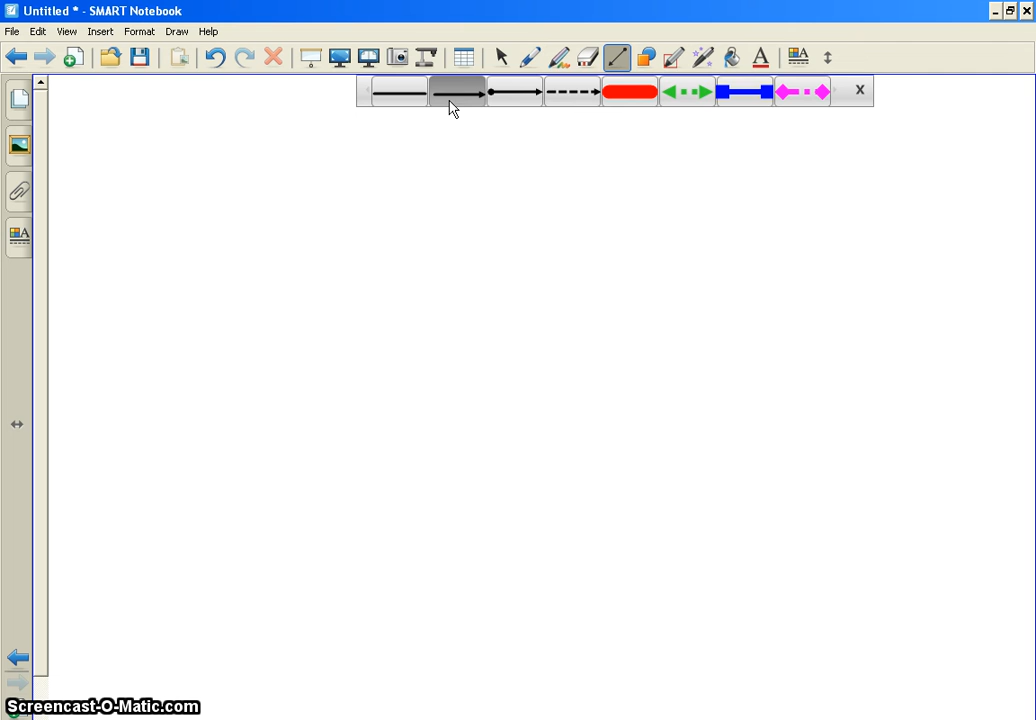 Untitled * - SMART Notebook
File Edit View Insert Format Draw Help
A
A
X
A
Screencast-O-Matic.com